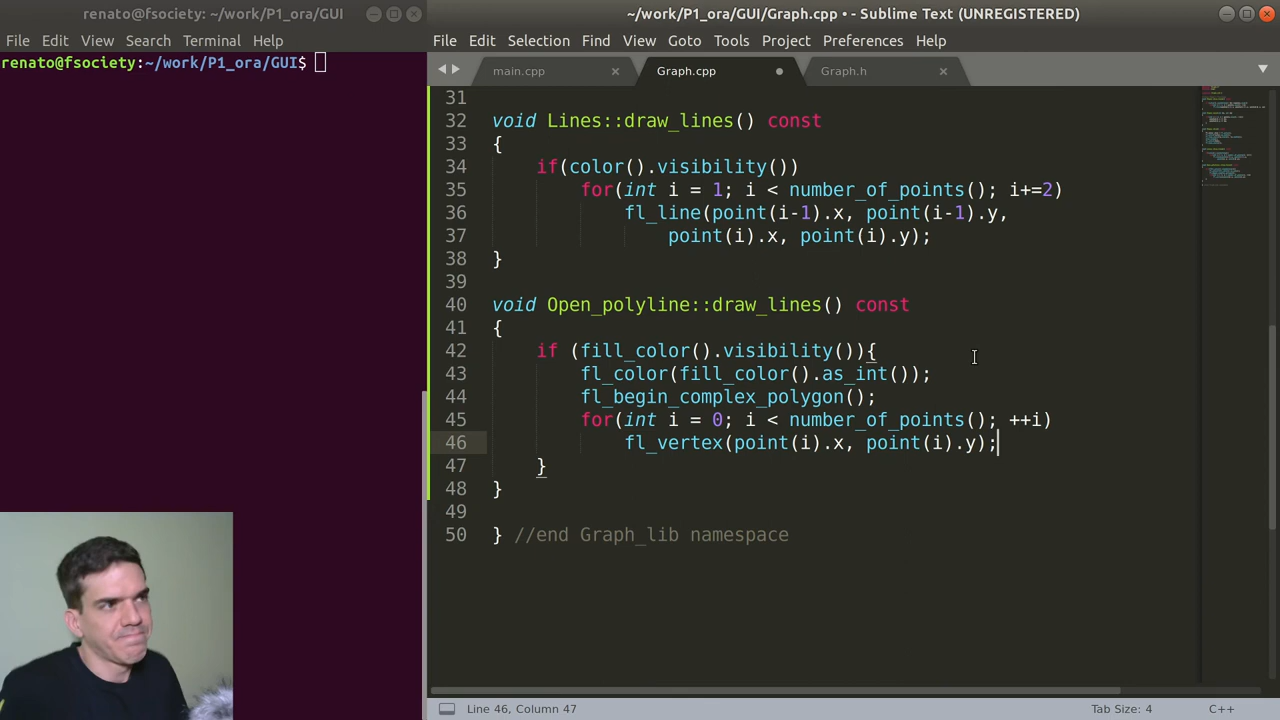 renato@fsociety: ~/work/P1_ora/GUI
File Edit View Search Terminal Help
renato@fsociety:~/work/P1_ora/GUI$
~/work/P1_ora/GUI/Graph.cpp • - Sublime Text (UNREGISTERED)
File Edit Selection Find View Goto Tools Project Preferences Help
main.cpp × Graph.cpp Graph.h ×
31
32 void Lines::draw_lines() const
33 {
34     if(color().visibility())
35         for(int i = 1; i < number_of_points(); i+=2)
36             fl_line(point(i-1).x, point(i-1).y,
37                 point(i).x, point(i).y);
38 }
39
40 void Open_polyline::draw_lines() const
41 {
42     if (fill_color().visibility()){
43         fl_color(fill_color().as_int());
44         fl_begin_complex_polygon();
45         for(int i = 0; i < number_of_points(); ++i)
46             fl_vertex(point(i).x, point(i).y);
47     }
48 }
49
50 } //end Graph_lib namespace
Line 46, Column 47 Tab Size: 4 C++